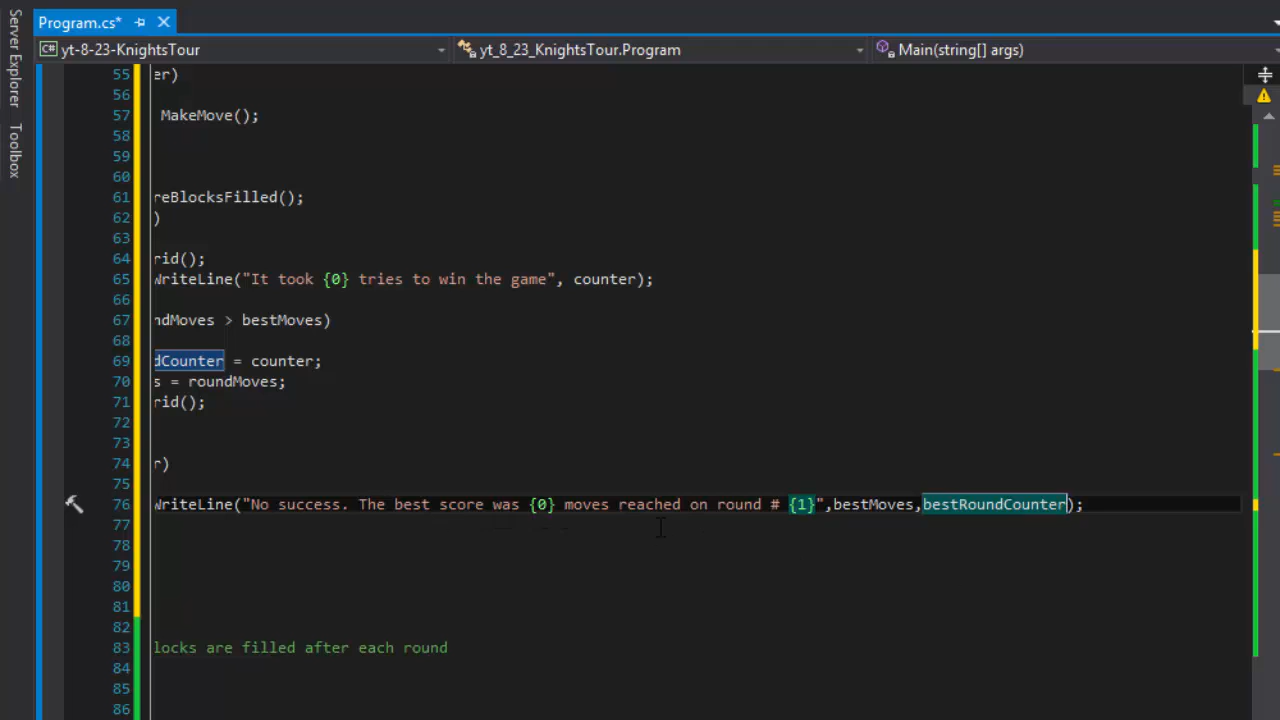 Server Explorer
Toolbox
Program.cs*
C# yt-8-23-KnightsTour
yt_8_23_KnightsTour.Program
Main(string[] args)
55 er)
56
57 MakeMove();
58
59
60
61 reBlocksFilled();
62 )
63
64 rid();
65 WriteLine("It took {0} tries to win the game", counter);
66
67 ndMoves > bestMoves)
68
69 dCounter = counter;
70 s = roundMoves;
71 rid();
72
73
74 r)
75
76 WriteLine("No success. The best score was {0} moves reached on round # {1}",bestMoves,bestRoundCounter);
77
78
79
80
81
82
83 locks are filled after each round
84
85
86